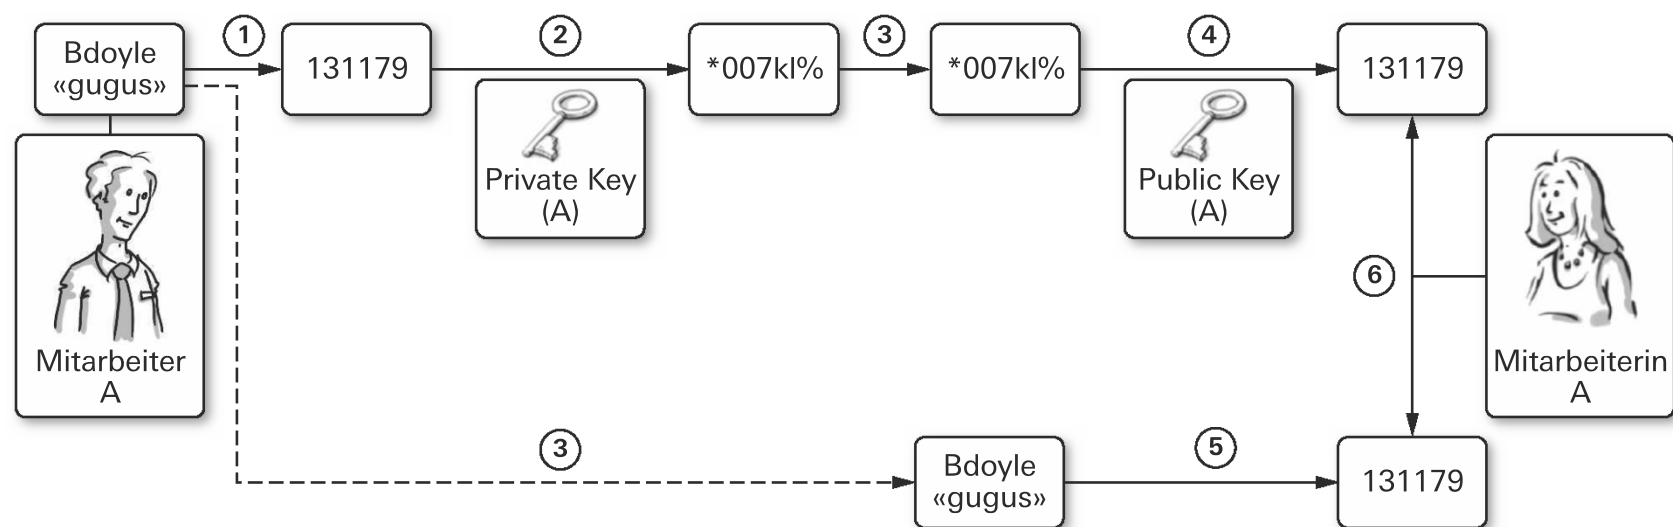 Bdoyle
«gugus»
1
131179
2
*007kl%
3
*007kl%
4
131179
Private Key
(A)
Public Key
(A)
Mitarbeiter
A
6
Mitarbeiterin
A
3
Bdoyle
«gugus»
5
131179